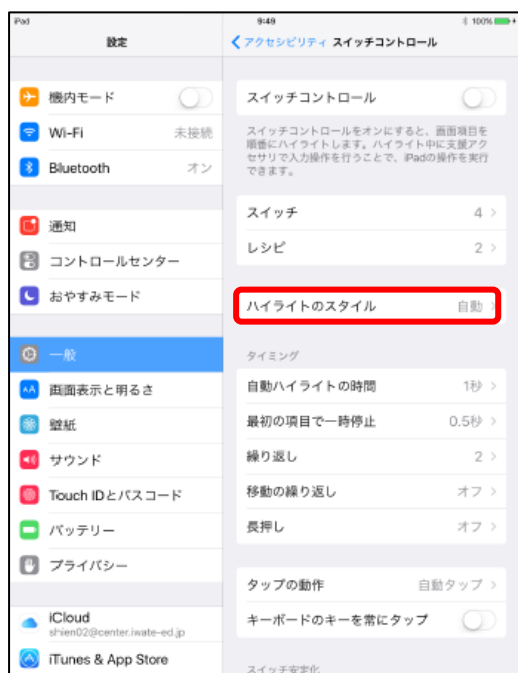 iPad
9:49
100%
設定
アクセシビリティ スイッチコントロール
機内モード
Wi-Fi 未接続
Bluetooth オン
通知
コントロールセンター
おやすみモード
一般
画面表示と明るさ
壁紙
サウンド
Touch IDとパスコード
バッテリー
プライバシー
iCloud
shien02@center.iwate-ed.jp
iTunes & App Store
スイッチコントロール
スイッチコントロールをオンにすると、画面項目を
順番にハイライトします。ハイライト中に支援アク
セサリで入力操作を行うことで、iPadの操作を実行
できます。
スイッチ 4
レシピ 2
ハイライトのスタイル 自動
タイミング
自動ハイライトの時間 1秒
最初の項目で一時停止 0.5秒
繰り返し 2
移動の繰り返し オフ
長押し オフ
タップの動作 自動タップ
キーボードのキーを常にタップ
スイッチ安定化